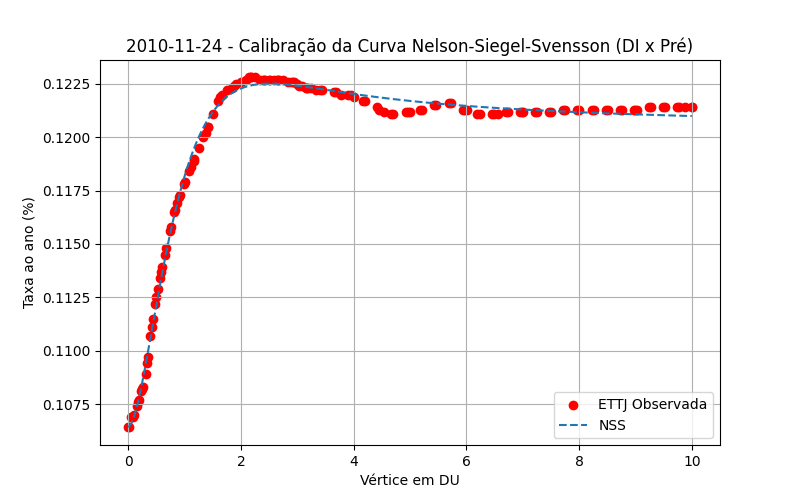 2010-11-24 - Calibração da Curva Nelson-Siegel-Svensson (DI x Pré)
Taxa ao ano (%)
0.1225
0.1200
0.1175
0.1150
0.1125
0.1100
0.1075
0
2
4
6
8
10
Vértice em DU
ETTJ Observada
NSS